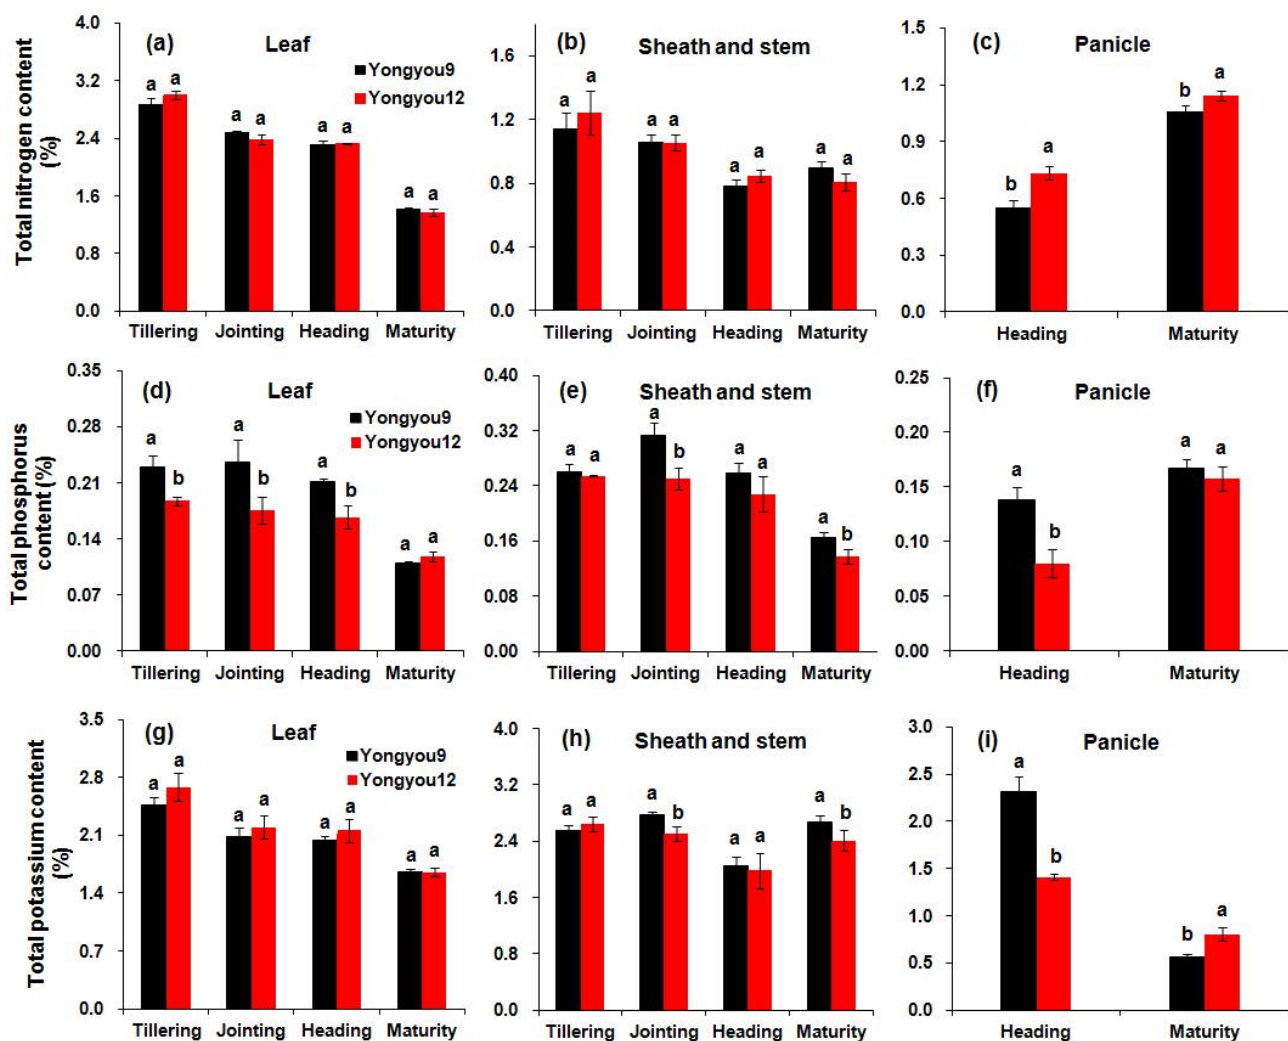 (a) Leaf
Total nitrogen content
(%)
4.0
3.2
2.4
1.6
0.8
0.0
Yongyou9
Yongyou12
a a
a a
a a
a a
Tillering Jointing Heading Maturity
(b) Sheath and stem
1.6
1.2
0.8
0.4
0.0
a a
a a
a a
a a
Tillering Jointing Heading Maturity
(c) Panicle
1.5
1.2
0.9
0.6
0.3
0.0
b a
b a
Heading Maturity
(d) Leaf
Total phosphorus
content (%)
0.35
0.28
0.21
0.14
0.07
0.00
Yongyou9
Yongyou12
a b
a b
a b
a a
Tillering Jointing Heading Maturity
(e) Sheath and stem
0.40
0.32
0.24
0.16
0.08
0.00
a a
a b
a a
a b
Tillering Jointing Heading Maturity
(f) Panicle
0.25
0.20
0.15
0.10
0.05
0.00
a b
a a
Heading Maturity
(g) Leaf
Total potassium content
(%)
3.5
2.8
2.1
1.4
0.7
0.0
Yongyou9
Yongyou12
a a
a a
a a
a a
Tillering Jointing Heading Maturity
(h) Sheath and stem
4.0
3.2
2.4
1.6
0.8
0.0
a a
a b
a a
a b
Tillering Jointing Heading Maturity
(i) Panicle
3.0
2.5
2.0
1.5
1.0
0.5
0.0
a b
b a
Heading Maturity